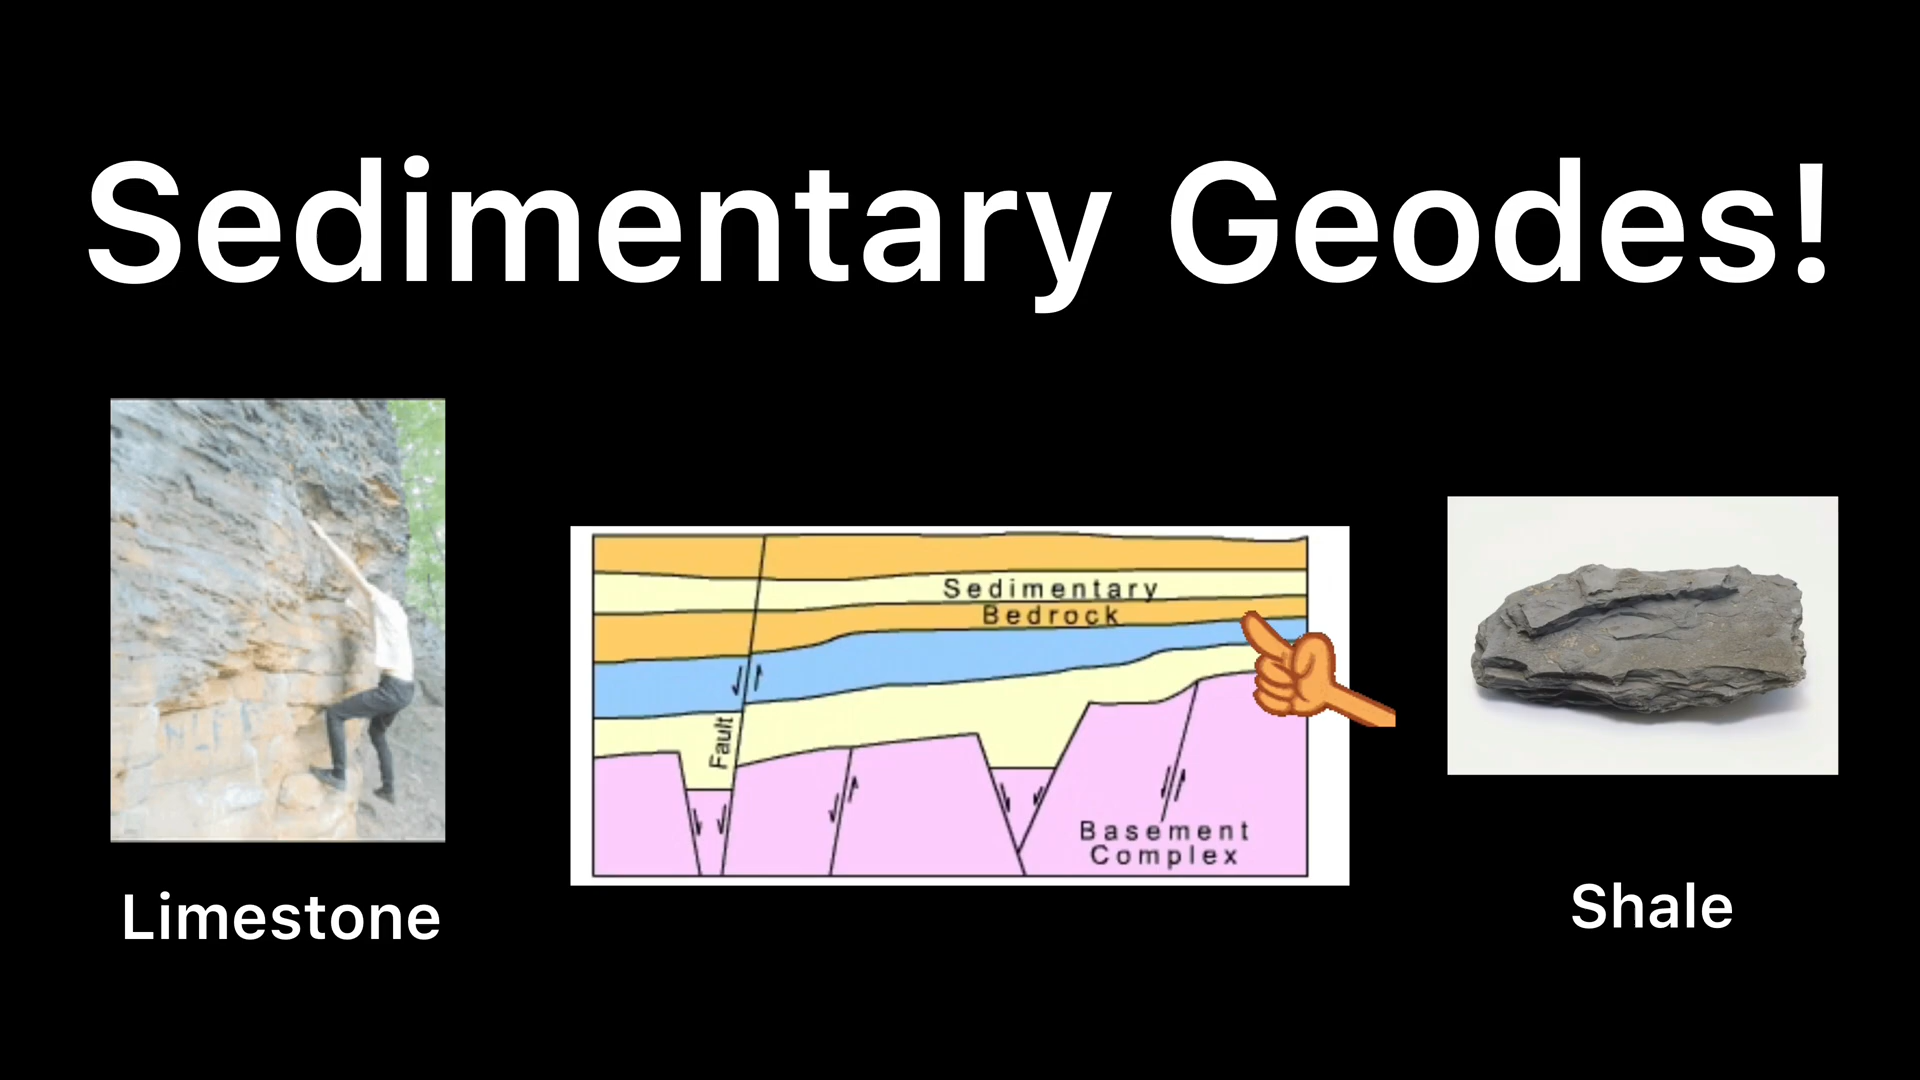 Sedimentary Geodes!
Sedimentary
Bedrock
Fault
Basement
Complex
Limestone
Shale